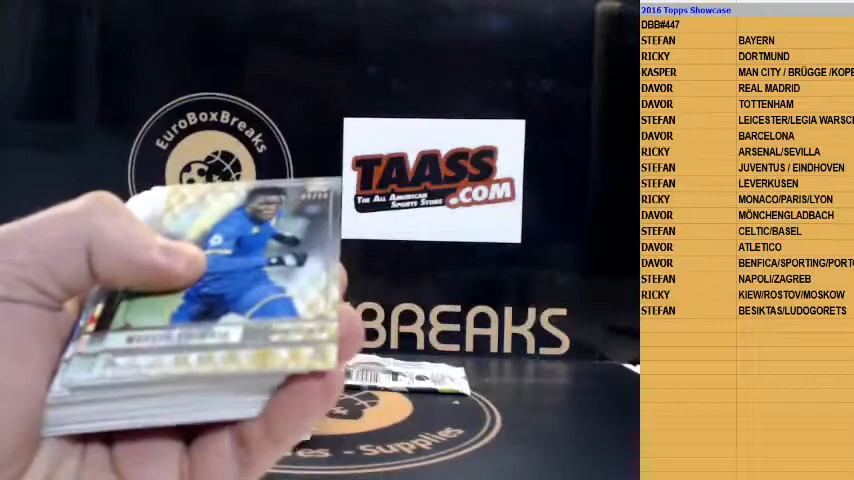 2016 Topps Showcase
DBB#447
STEFAN BAYERN
RICKY DORTMUND
KASPER MAN CITY / BRÜGGE /KOPE
DAVOR REAL MADRID
DAVOR TOTTENHAM
STEFAN LEICESTER/LEGIA WARSC
DAVOR BARCELONA
RICKY ARSENAL/SEVILLA
STEFAN JUVENTUS / EINDHOVEN
STEFAN LEVERKUSEN
RICKY MONACO/PARIS/LYON
DAVOR MÖNCHENGLADBACH
STEFAN CELTIC/BASEL
DAVOR ATLETICO
DAVOR BENFICA/SPORTING/PORT
STEFAN NAPOLI/ZAGREB
RICKY KIEW/ROSTOV/MOSKOW
STEFAN BESIKTAS/LUDOGORETS
EuroBoxBreaks
TAASS
THE ALL AMERICAN
SPORTS STORE
.COM
BREAKS
- Supplies